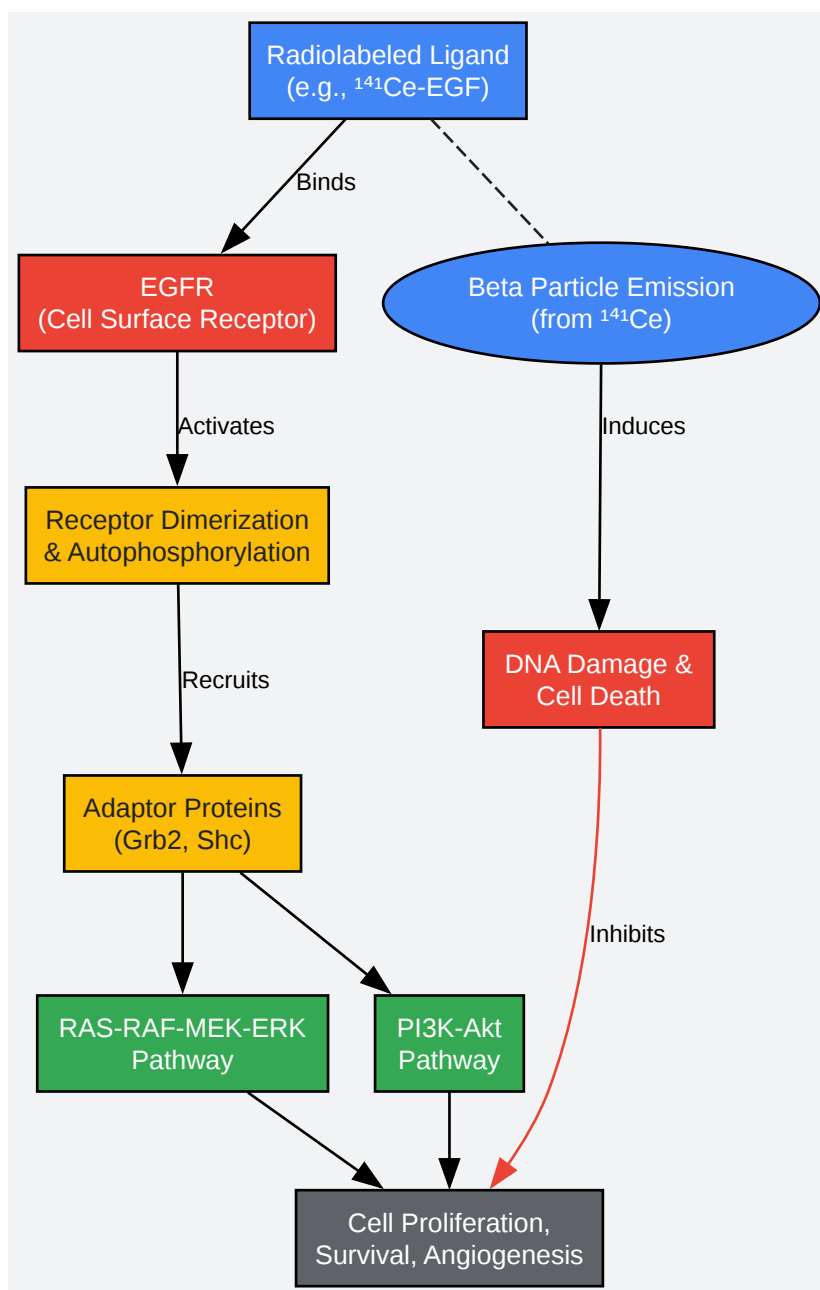 Radiolabeled Ligand
(e.g., ¹⁴¹Ce-EGF)
Binds
EGFR
(Cell Surface Receptor)
Beta Particle Emission
(from ¹⁴¹Ce)
Activates
Induces
Receptor Dimerization
& Autophosphorylation
DNA Damage &
Cell Death
Recruits
Adaptor Proteins
(Grb2, Shc)
Inhibits
RAS-RAF-MEK-ERK
Pathway
PI3K-Akt
Pathway
Cell Proliferation,
Survival, Angiogenesis